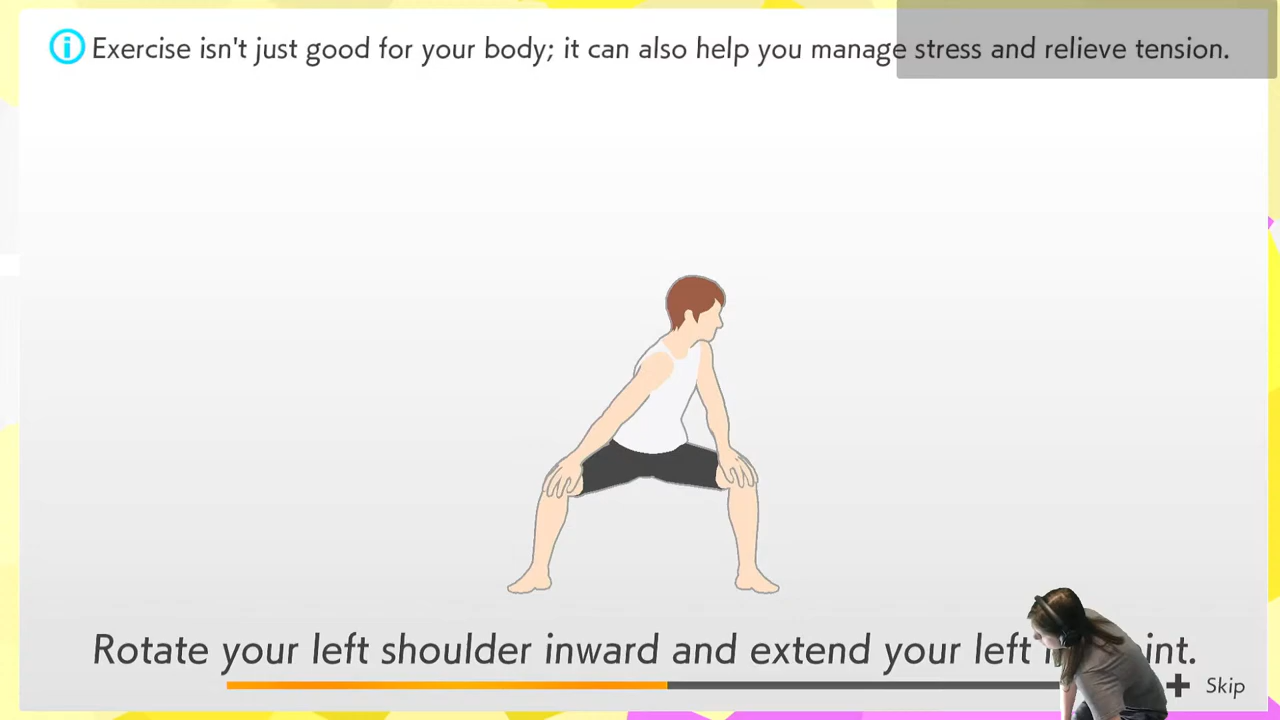 Exercise isn't just good for your body; it can also help you manage stress and relieve tension.
Rotate your left shoulder inward and extend your left
Skip